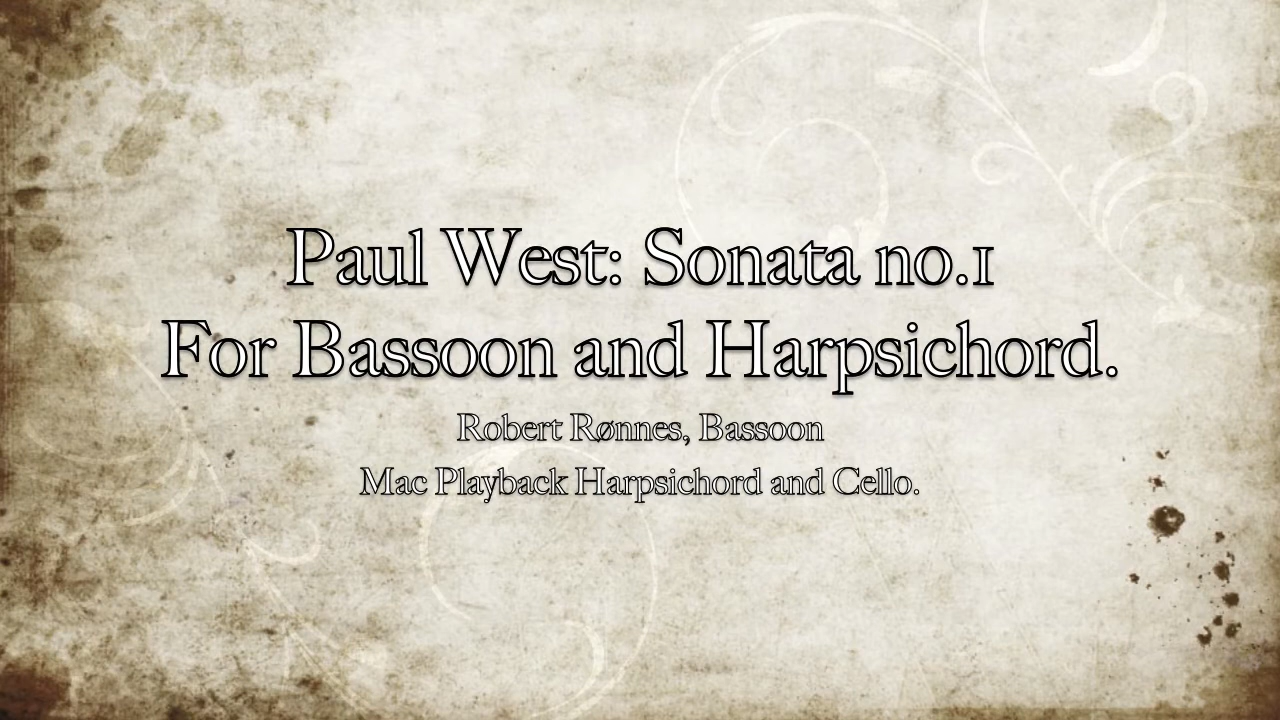 Paul West: Sonata no.1
For Bassoon and Harpsichord.
Robert Rønnes, Bassoon
Mac Playback Harpsichord and Cello.